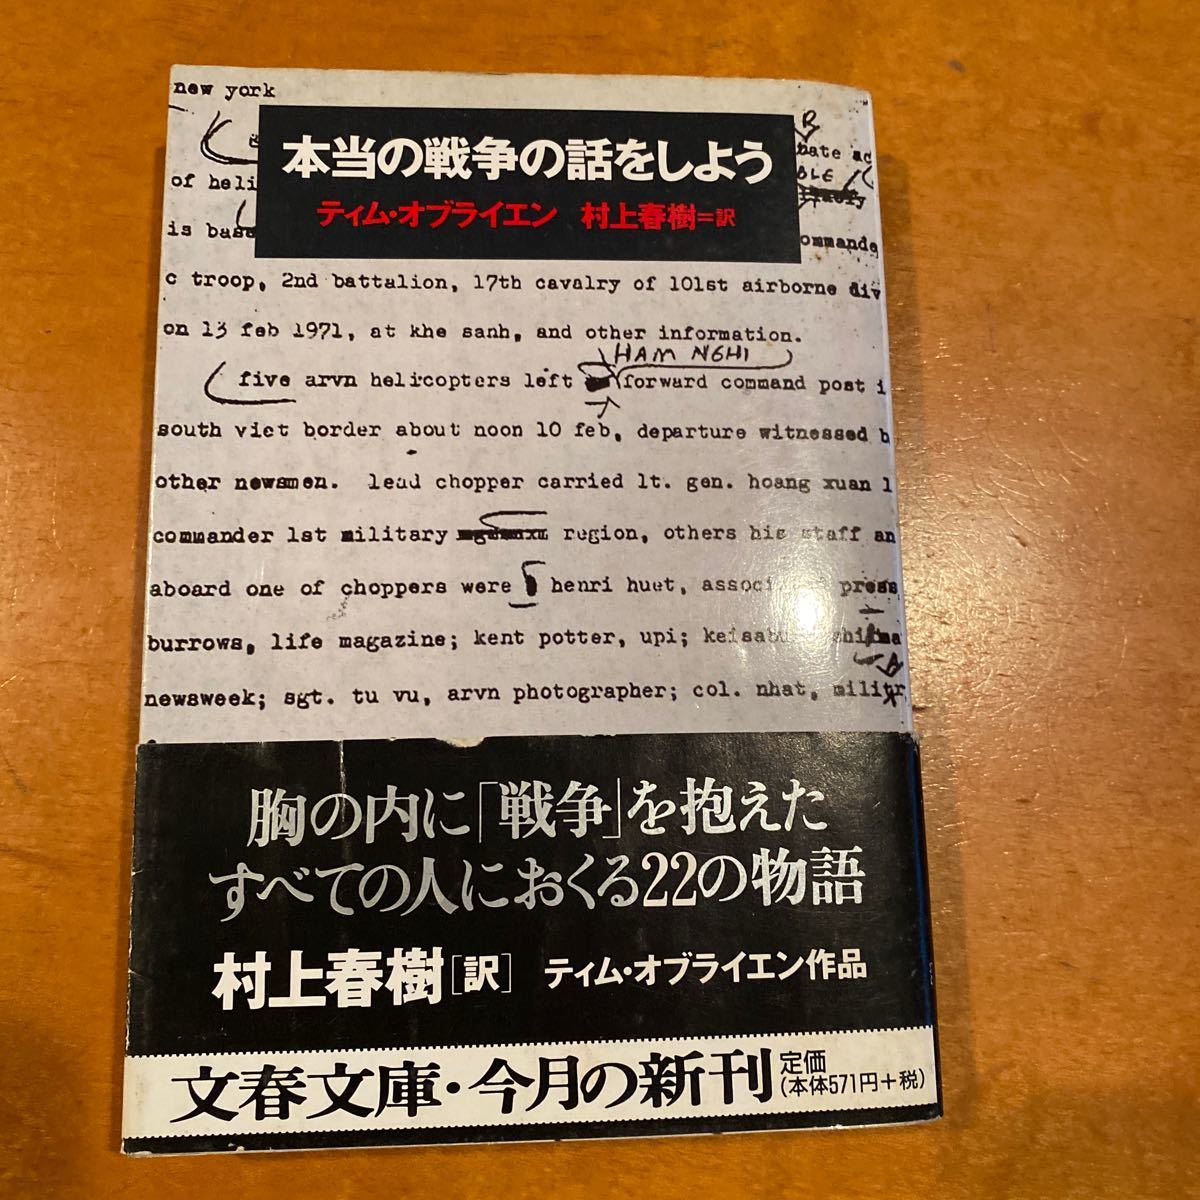 new york
本当の戦争の話をしよう
ティム・オブライエン 村上春樹=訳
of heli
BLE
is base
ommande
c troop, 2nd battalion, 17th cavalry of 101st airborne div
on 13 feb 1971, at khe sanh, and other information.
HAM NGHI
five arvn helicopters left forward command post i
south viet border about noon 10 feb, departure witnessed b
other newsmen. lead chopper carried lt. gen. hoang xuan l
commander 1st military region, others his staff an
aboard one of choppers were henri huet, press
burrows, life magazine; kent potter, upi;
newsweek; sgt. tu vu, arvn photographer; col. nhat, militr
胸の内に「戦争」を抱えた
すべての人におくる22の物語
村上春樹[訳] ティム・オブライエン作品
文春文庫・今月の新刊 定価
(本体571円+税)